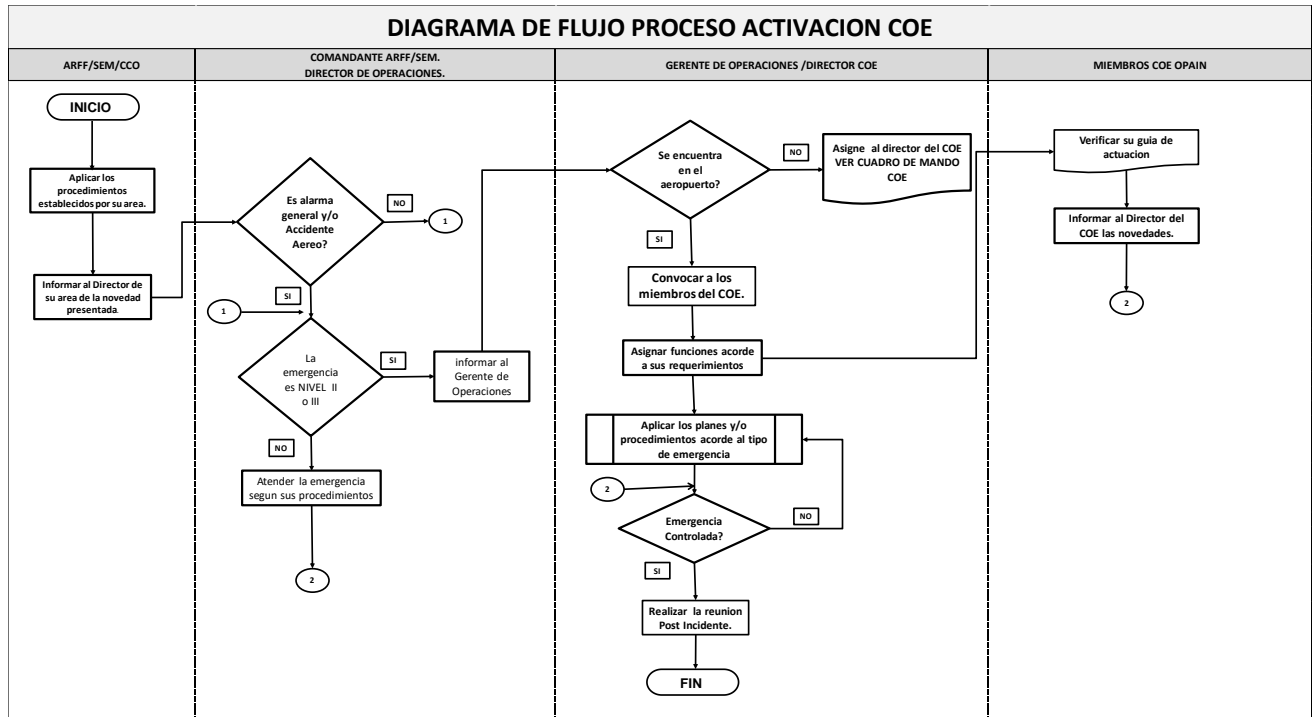 DIAGRAMA DE FLUJO PROCESO ACTIVACION COE
ARFF/SEM/CCO
COMANDANTE ARFF/SEM.
DIRECTOR DE OPERACIONES.
GERENTE DE OPERACIONES /DIRECTOR COE
MIEMBROS COE OPAIN
INICIO
Aplicar los
procedimientos
establecidos por su area.
Informar al Director de
su area de la novedad
presentada.
Es alarma
general y/o
Accidente
Aereo?
NO
1
SI
1
La
emergencia
es NIVEL II
o III
SI
informar al
Gerente de
Operaciones
NO
Atender la emergencia
segun sus procedimientos
2
Se encuentra
en el
aeropuerto?
NO
Asigne al director del COE
VER CUADRO DE MANDO
COE
SI
Convocar a los
miembros del COE.
Asignar funciones acorde
a sus requerimientos
Aplicar los planes y/o
procedimientos acorde al tipo
de emergencia
2
Emergencia
Controlada?
NO
SI
Realizar la reunion
Post Incidente.
FIN
Verificar su guia de
actuacion
Informar al Director del
COE las novedades.
2